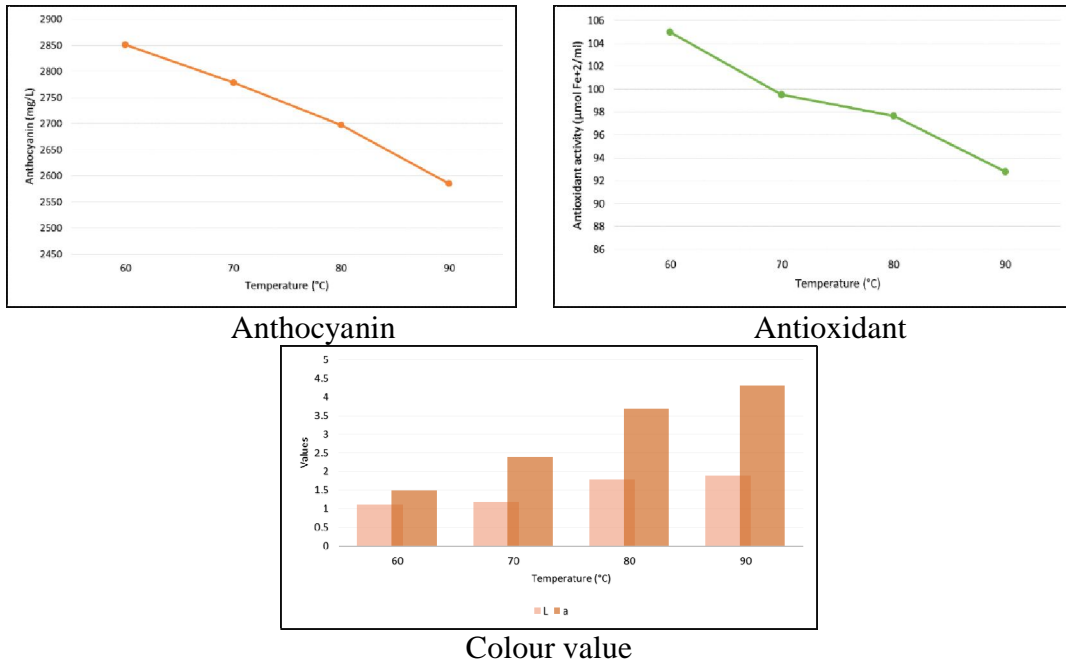 2900
2850
2800
2750
2700
2650
2600
2550
2500
2450
Anthocyanin (mg/L)
60 70 80 90
Temperature (°C)
Anthocyanin
106
104
102
100
98
96
94
92
90
88
86
Antioxidant activity (µmol Fe+2/ml)
60 70 80 90
Temperature (°C)
Antioxidant
5
4.5
4
3.5
3
2.5
2
1.5
1
0.5
0
Values
60 70 80 90
Temperature (°C)
L a
Colour value